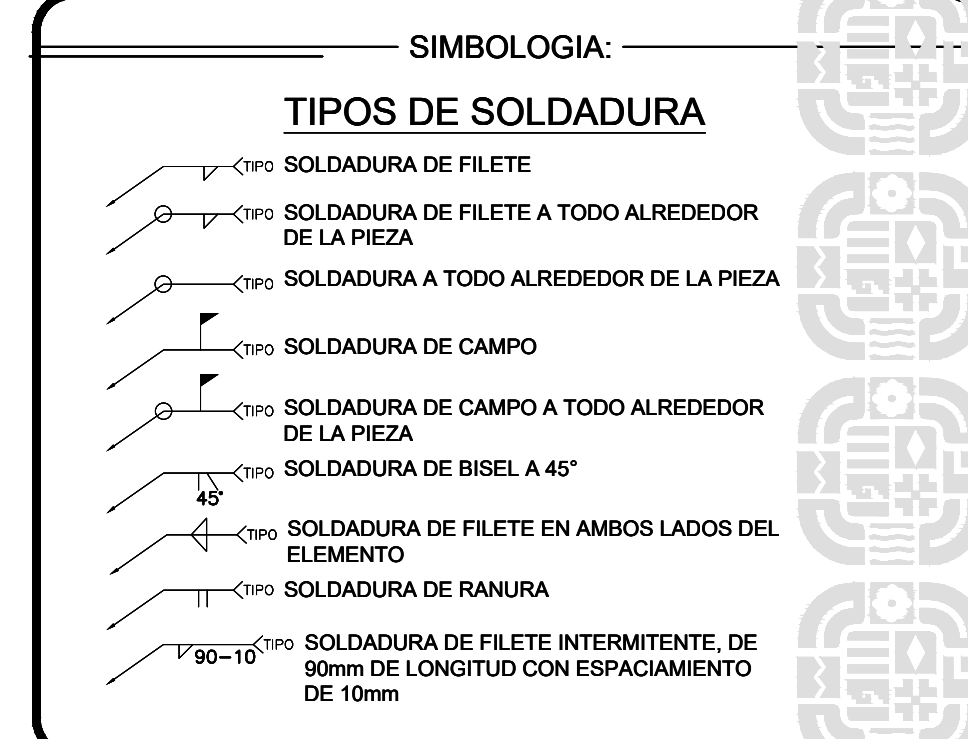 SIMBOLOGIA:
TIPOS DE SOLDADURA
TIPO SOLDADURA DE FILETE
TIPO SOLDADURA DE FILETE A TODO ALREDEDOR
DE LA PIEZA
TIPO SOLDADURA A TODO ALREDEDOR DE LA PIEZA
TIPO SOLDADURA DE CAMPO
TIPO SOLDADURA DE CAMPO A TODO ALREDEDOR
DE LA PIEZA
TIPO SOLDADURA DE BISEL A 45°
45°
TIPO SOLDADURA DE FILETE EN AMBOS LADOS DEL
ELEMENTO
TIPO SOLDADURA DE RANURA
90-10 TIPO SOLDADURA DE FILETE INTERMITENTE, DE
90mm DE LONGITUD CON ESPACIAMIENTO
DE 10mm